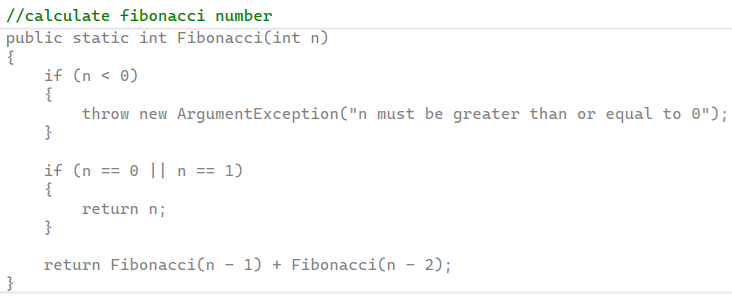 //calculate fibonacci number
public static int Fibonacci(int n)
{
    if (n < 0)
    {
        throw new ArgumentException("n must be greater than or equal to 0");
    }

    if (n == 0 || n == 1)
    {
        return n;
    }

    return Fibonacci(n - 1) + Fibonacci(n - 2);
}